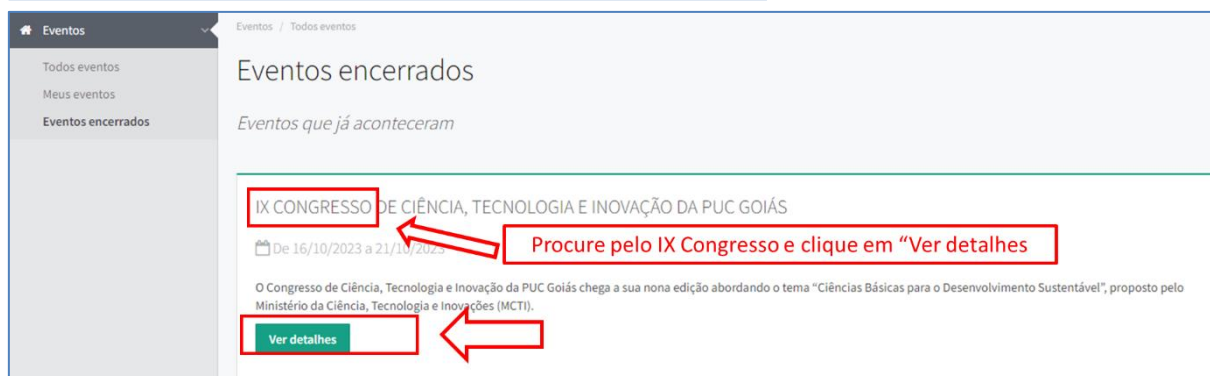 Eventos
Todos eventos
Meus eventos
Eventos encerrados
Eventos / Todos eventos
Eventos encerrados
Eventos que já aconteceram
IX CONGRESSO DE CIÊNCIA, TECNOLOGIA E INOVAÇÃO DA PUC GOIÁS
De 16/10/2023 a 21/10/2023
Procure pelo IX Congresso e clique em “Ver detalhes
O Congresso de Ciência, Tecnologia e Inovação da PUC Goiás chega a sua nona edição abordando o tema “Ciências Básicas para o Desenvolvimento Sustentável”, proposto pelo
Ministério da Ciência, Tecnologia e Inovações (MCTI).
Ver detalhes